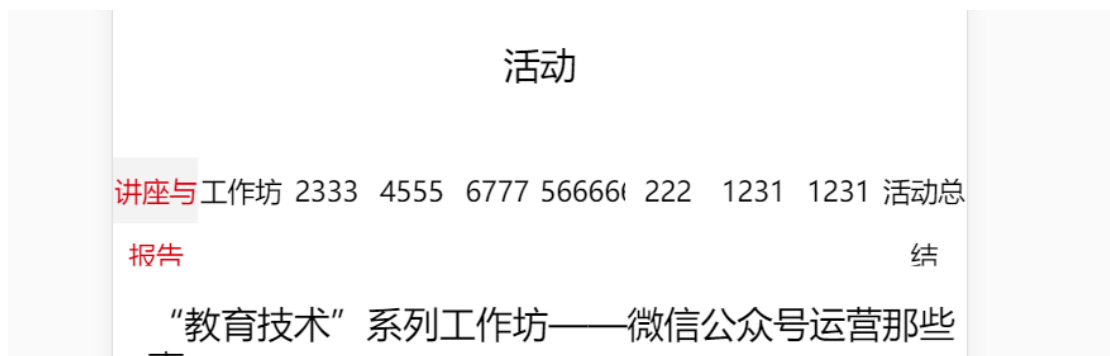 活动
讲座与 工作坊 2333 4555 6777 56666 222 1231 1231 活动总
报告 结
“教育技术”系列工作坊——微信公众号运营那些